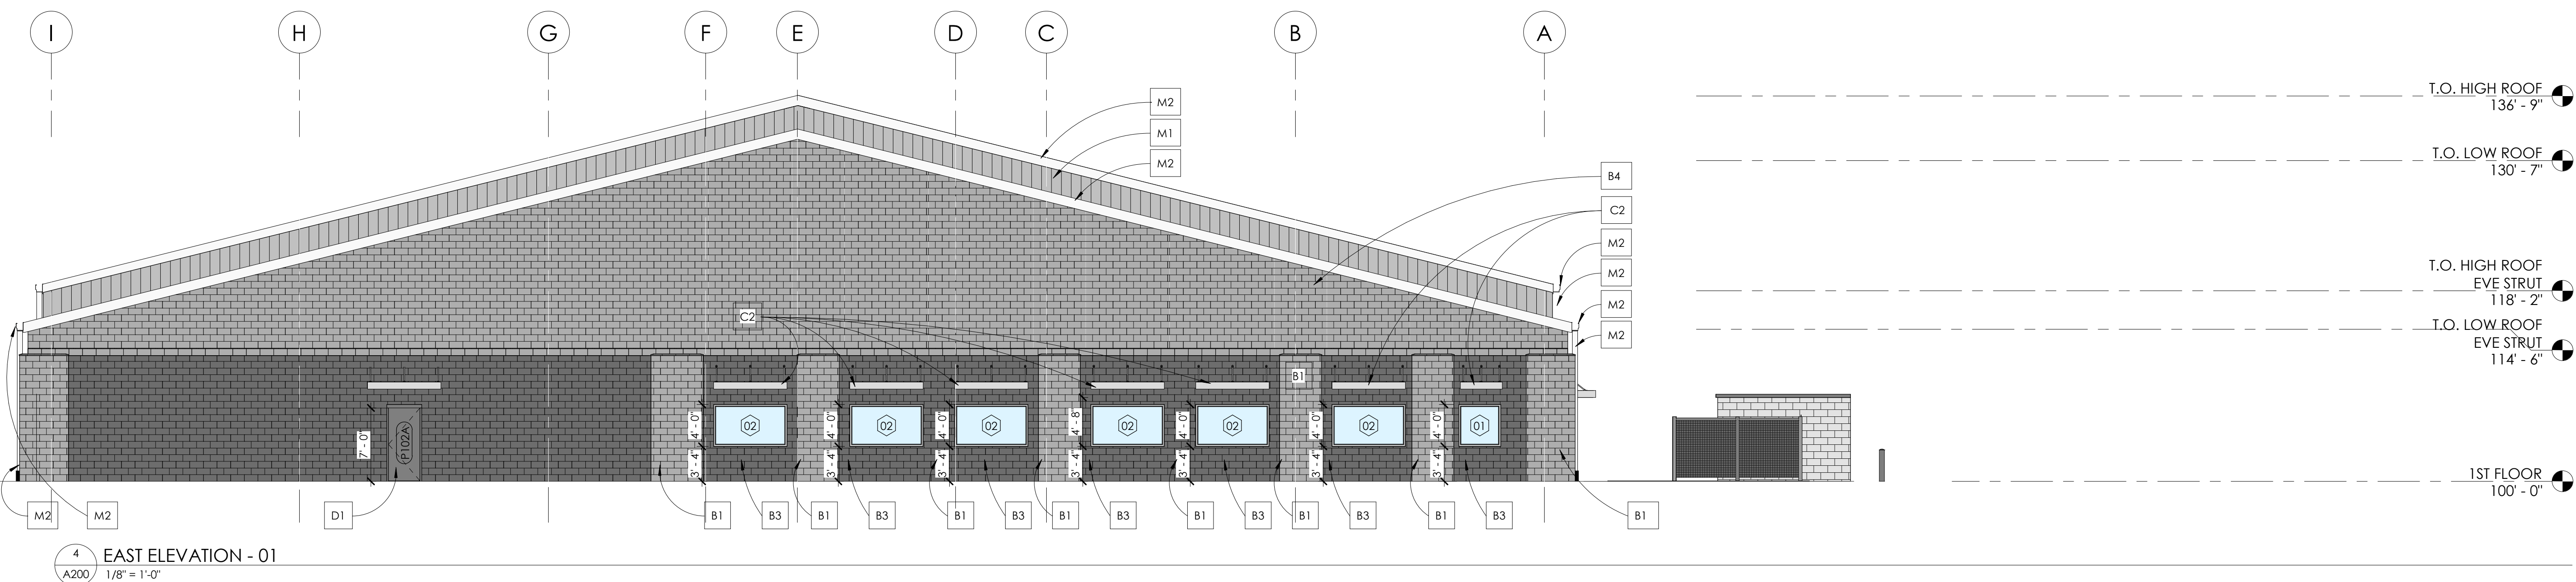 I H G F E D C B A
T.O. HIGH ROOF
136' - 9"
T.O. LOW ROOF
130' - 7"
T.O. HIGH ROOF
EVE STRUT
118' - 2"
T.O. LOW ROOF
EVE STRUT
114' - 6"
1ST FLOOR
100' - 0"
M2
M1
M2
B4
C2
M2
M2
M2
M2
C2
B1
7' - 0"
P102A
4' - 0"
3' - 4"
02
4' - 0"
3' - 4"
02
4' - 0"
3' - 4"
02
4' - 8"
3' - 4"
02
4' - 0"
3' - 4"
02
4' - 0"
3' - 4"
02
4' - 0"
3' - 4"
01
M2 M2 D1 B1 B3 B1 B3 B1 B3 B1 B3 B1 B3 B1 B3 B1 B3 B1
4
A200
EAST ELEVATION - 01
1/8" = 1'-0"